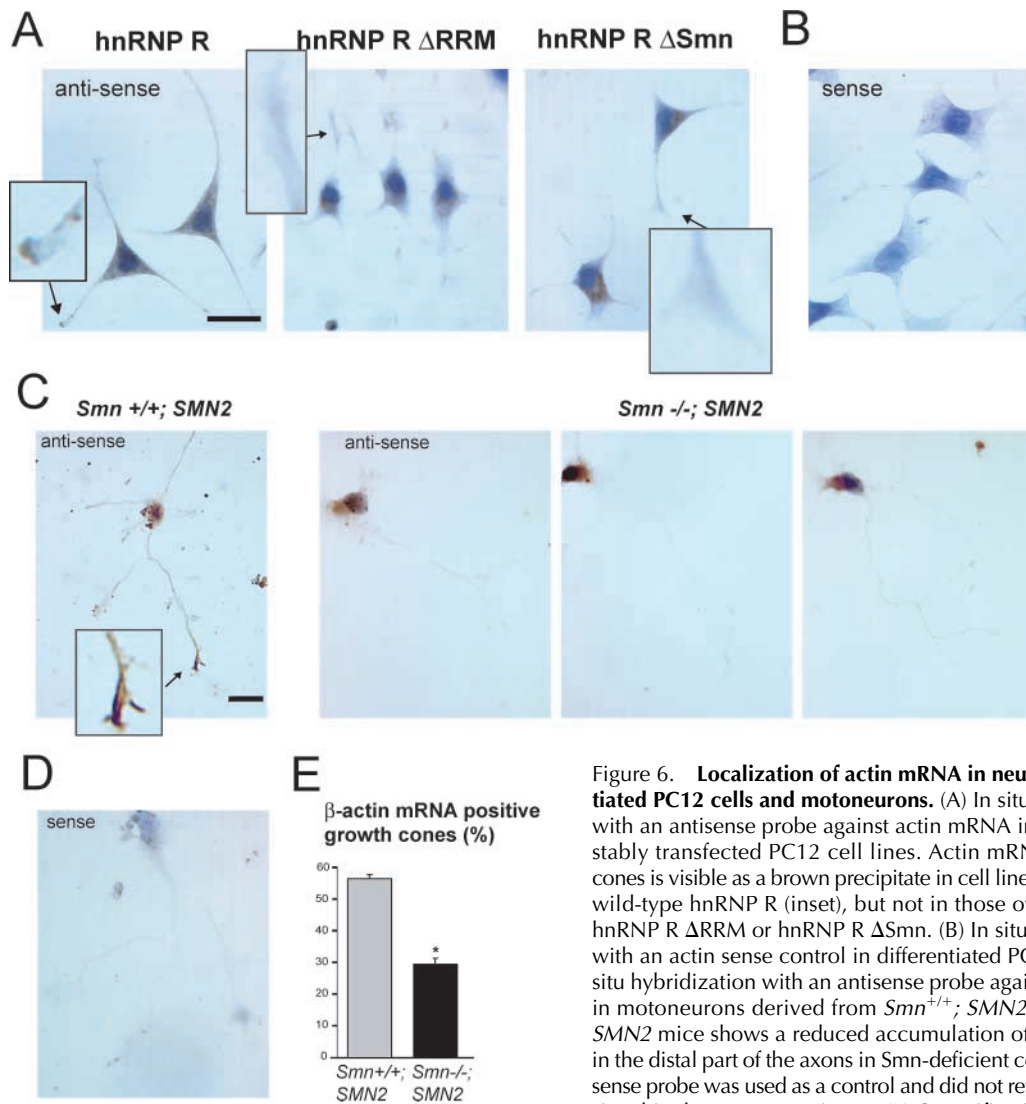 A
hnRNP R
hnRNP R ΔRRM
hnRNP R ΔSmn
B
anti-sense
sense
C
Smn +/+; SMN2
Smn -/-; SMN2
anti-sense
anti-sense
D
sense
E
β-actin mRNA positive
growth cones (%)
60
50
40
30
20
10
0
*
Smn+/+; Smn-/-;
SMN2 SMN2
Figure 6. Localization of actin mRNA in neu
tiated PC12 cells and motoneurons. (A) In situ
with an antisense probe against actin mRNA in
stably transfected PC12 cell lines. Actin mRN
cones is visible as a brown precipitate in cell line
wild-type hnRNP R (inset), but not in those ov
hnRNP R ΔRRM or hnRNP R ΔSmn. (B) In situ
with an actin sense control in differentiated PC
situ hybridization with an antisense probe agai
in motoneurons derived from Smn+/+; SMN2
SMN2 mice shows a reduced accumulation of
in the distal part of the axons in Smn-deficient c
sense probe was used as a control and did not re